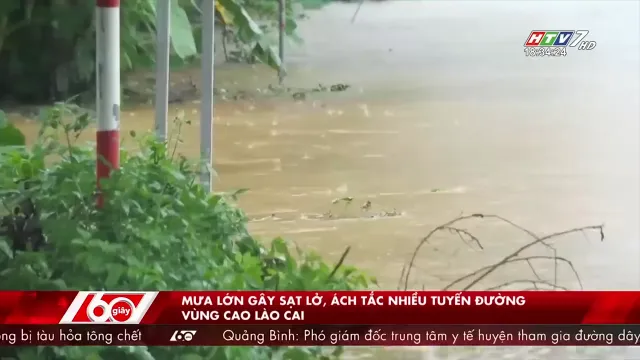 HTV7 HD
18:34:24
60 giây
MƯA LỚN GÂY SẠT LỞ, ÁCH TẮC NHIỀU TUYẾN ĐƯỜNG
VÙNG CAO LÀO CAI
ng bị tàu hỏa tông chết 60 Quảng Bình: Phó giám đốc trung tâm y tế huyện tham gia đường dây